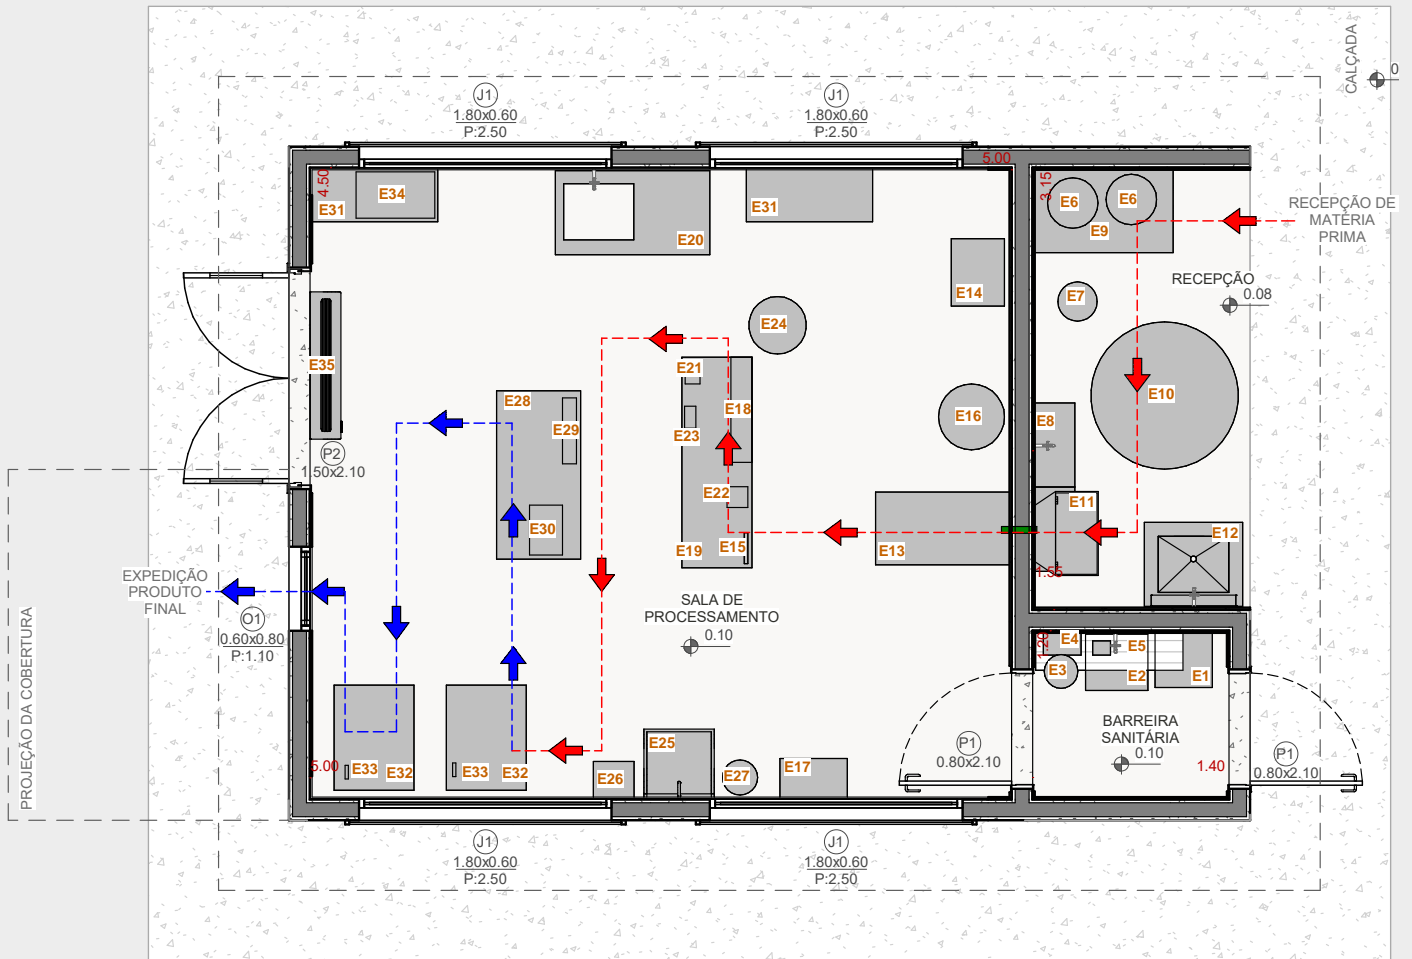 CALÇADA
0
J1
1.80x0.60
P:2.50
J1
1.80x0.60
P:2.50
5.00
4.50
E34
E31
E20
E31
3.15
E6
E6
E9
RECEPÇÃO DE
MATÉRIA
PRIMA
E14
RECEPÇÃO
0.08
E7
E24
E35
E21
E18
E28
E29
E23
E16
E8
E10
P2
1.50x2.10
E22
E30
E19
E15
E13
E11
E12
1.55
EXPEDIÇÃO
PRODUTO
FINAL
O1
0.60x0.80
P:1.10
SALA DE
PROCESSAMENTO
0.10
PROJEÇÃO DA COBERTURA
1.20
E4
E5
E3
E2
E1
BARREIRA
SANITÁRIA
0.10
1.40
P1
0.80x2.10
P1
0.80x2.10
5.00
E33
E32
E33
E32
E25
E26
E27
E17
J1
1.80x0.60
P:2.50
J1
1.80x0.60
P:2.50